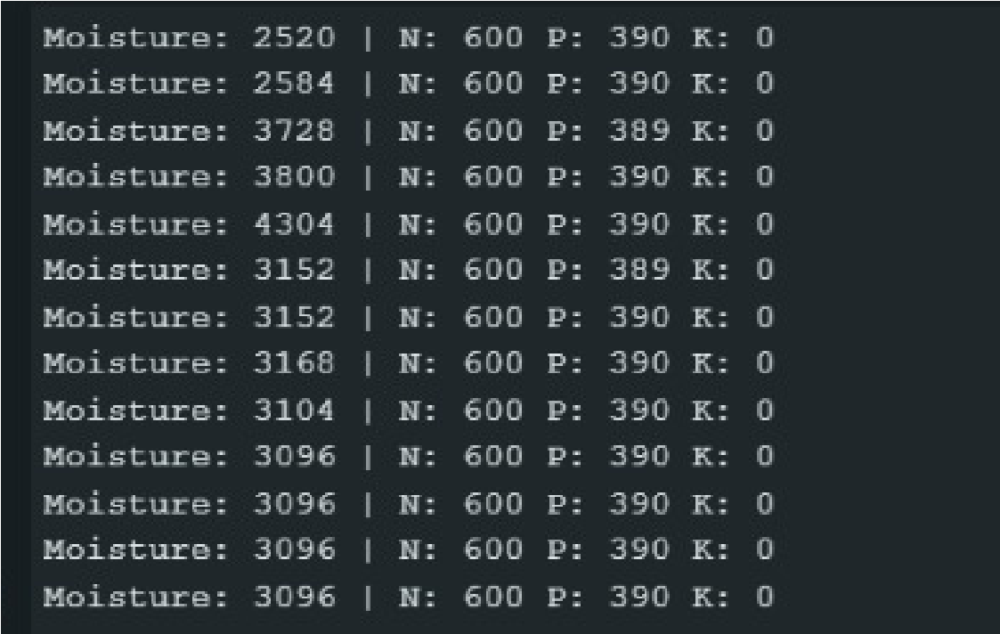 Moisture: 2520 | N: 600 P: 390 K: 0
Moisture: 2584 | N: 600 P: 390 K: 0
Moisture: 3728 | N: 600 P: 389 K: 0
Moisture: 3800 | N: 600 P: 390 K: 0
Moisture: 4304 | N: 600 P: 390 K: 0
Moisture: 3152 | N: 600 P: 389 K: 0
Moisture: 3152 | N: 600 P: 390 K: 0
Moisture: 3168 | N: 600 P: 390 K: 0
Moisture: 3104 | N: 600 P: 390 K: 0
Moisture: 3096 | N: 600 P: 390 K: 0
Moisture: 3096 | N: 600 P: 390 K: 0
Moisture: 3096 | N: 600 P: 390 K: 0
Moisture: 3096 | N: 600 P: 390 K: 0